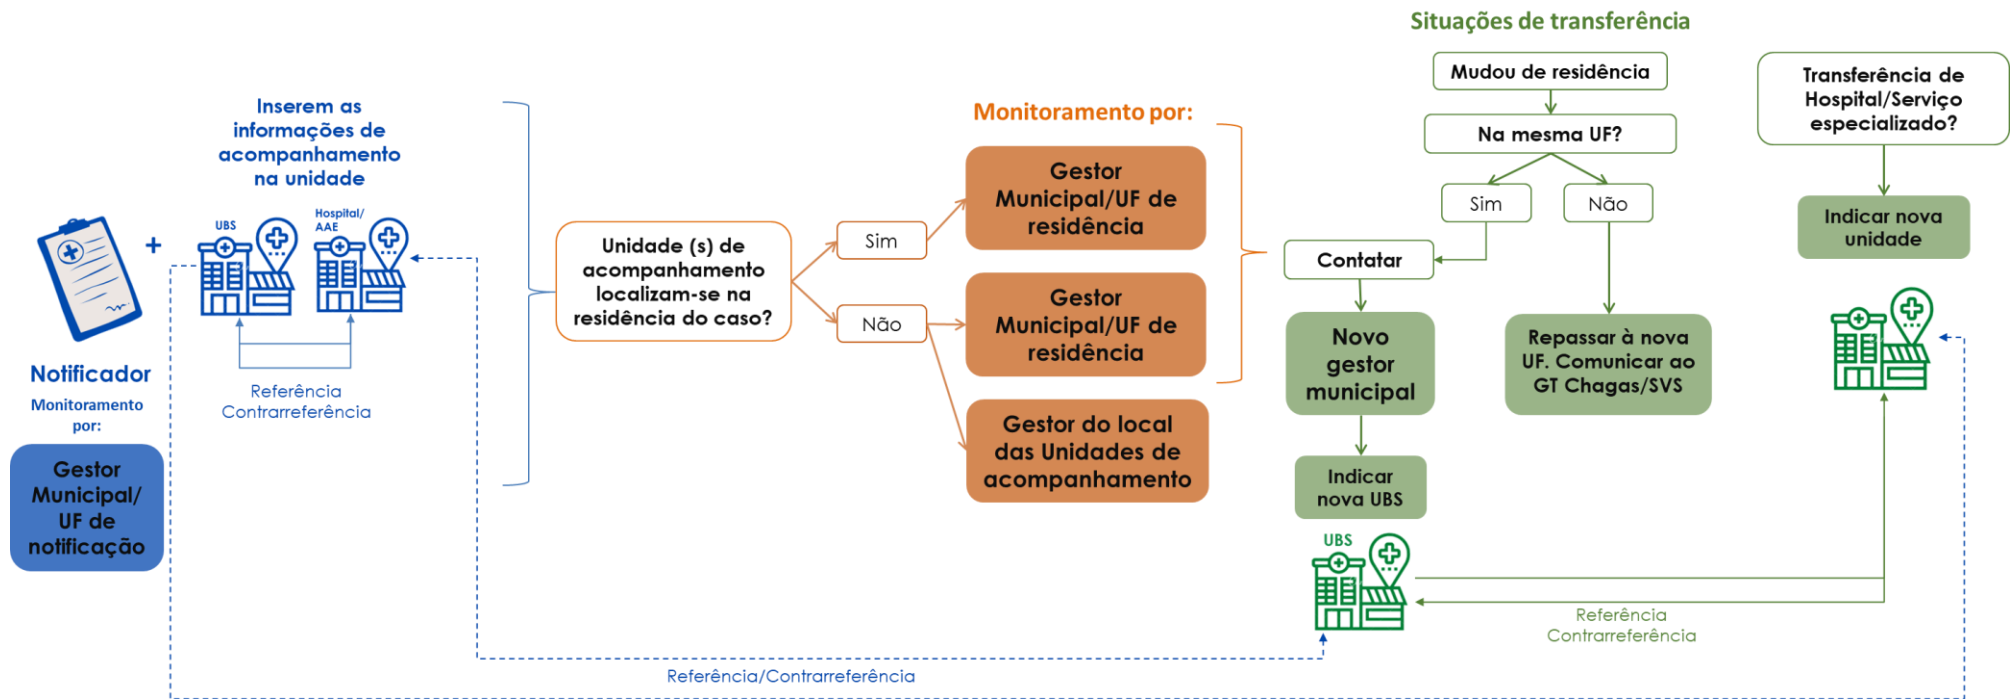 Notificador
Monitoramento
por:
Gestor
Municipal/
UF de
notificação
Inserem as
informações de
acompanhamento
na unidade
UBS
Hospital/
AAE
Referência
Contrarreferência
Unidade (s) de
acompanhamento
localizam-se na
residência do caso?
Sim
Não
Monitoramento por:
Gestor
Municipal/UF de
residência
Gestor
Municipal/UF de
residência
Gestor do local
das Unidades de
acompanhamento
Situações de transferência
Mudou de residência
Na mesma UF?
Sim
Não
Contatar
Novo
gestor
municipal
Indicar
nova UBS
UBS
Repassar à nova
UF. Comunicar ao
GT Chagas/SVS
Transferência de
Hospital/Serviço
especializado?
Indicar nova
unidade
Referência
Contrarreferência
Referência/Contrarreferência